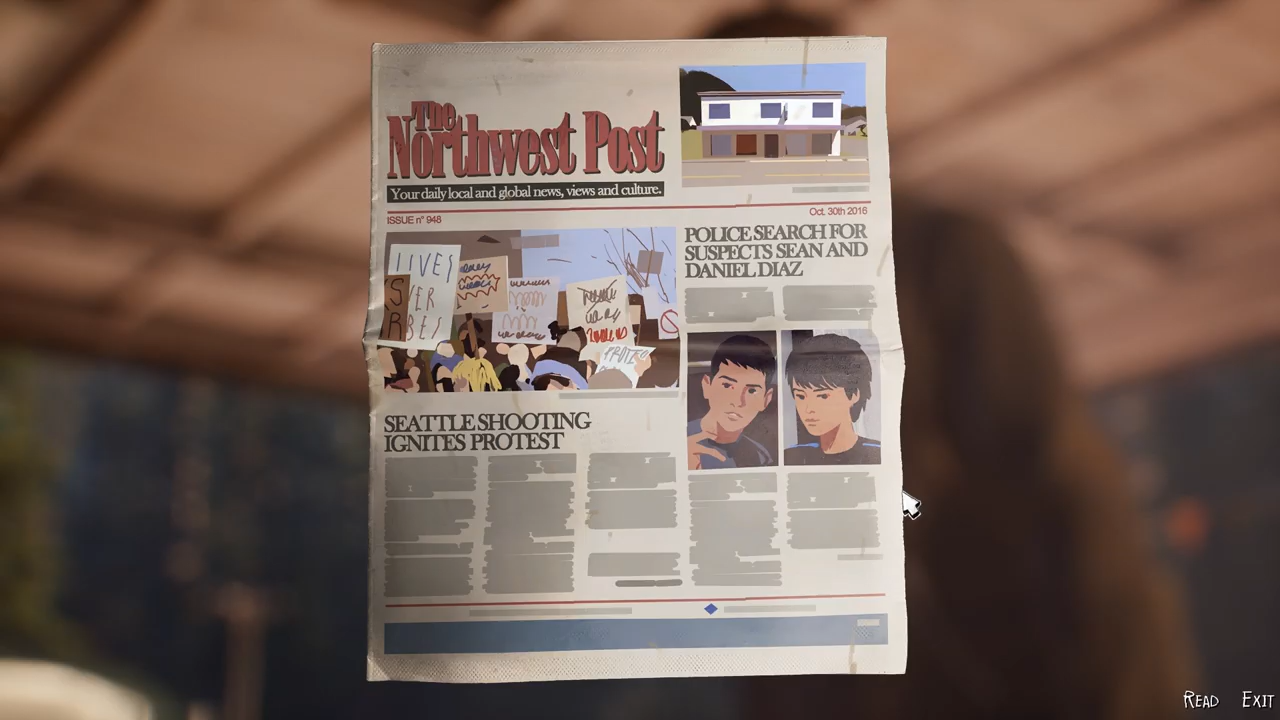 The
Northwest Post
Your daily local and global news, views and culture.
ISSUE n° 948
Oct. 30th 2016
LIVES
POLICE SEARCH FOR
SUSPECTS SEAN AND
DANIEL DIAZ
SEATTLE SHOOTING
IGNITES PROTEST
READ EXIT